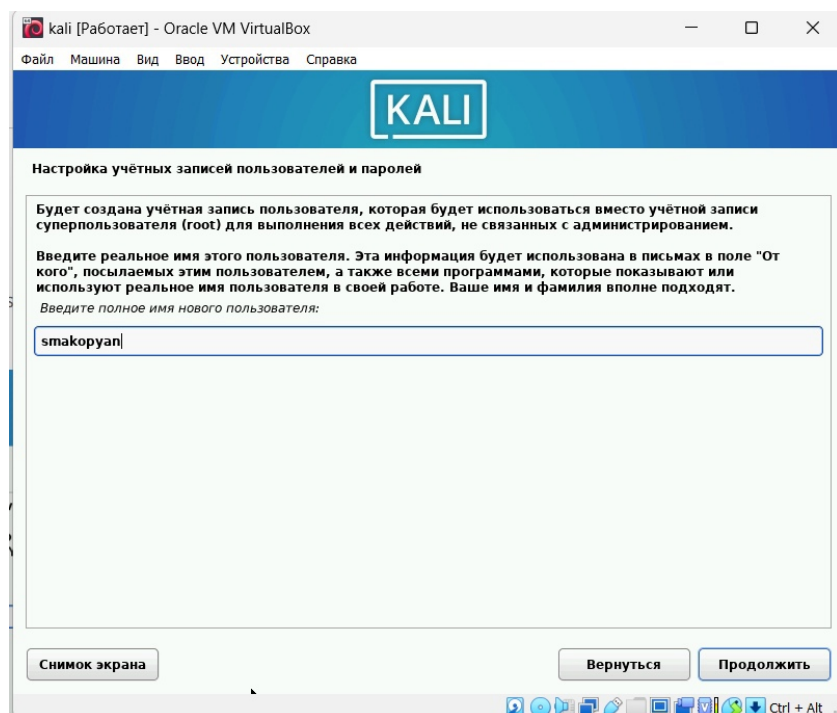 kali [Работает] - Oracle VM VirtualBox
Файл Машина Вид Ввод Устройства Справка
KALI
Настройка учётных записей пользователей и паролей
Будет создана учётная запись пользователя, которая будет использоваться вместо учётной записи
суперпользователя (root) для выполнения всех действий, не связанных с администрированием.
Введите реальное имя этого пользователя. Эта информация будет использована в письмах в поле "От
кого", посылаемых этим пользователем, а также всеми программами, которые показывают или
используют реальное имя пользователя в своей работе. Ваше имя и фамилия вполне подходят.
Введите полное имя нового пользователя:
smakopyan
Снимок экрана Вернуться Продолжить
Ctrl + Alt